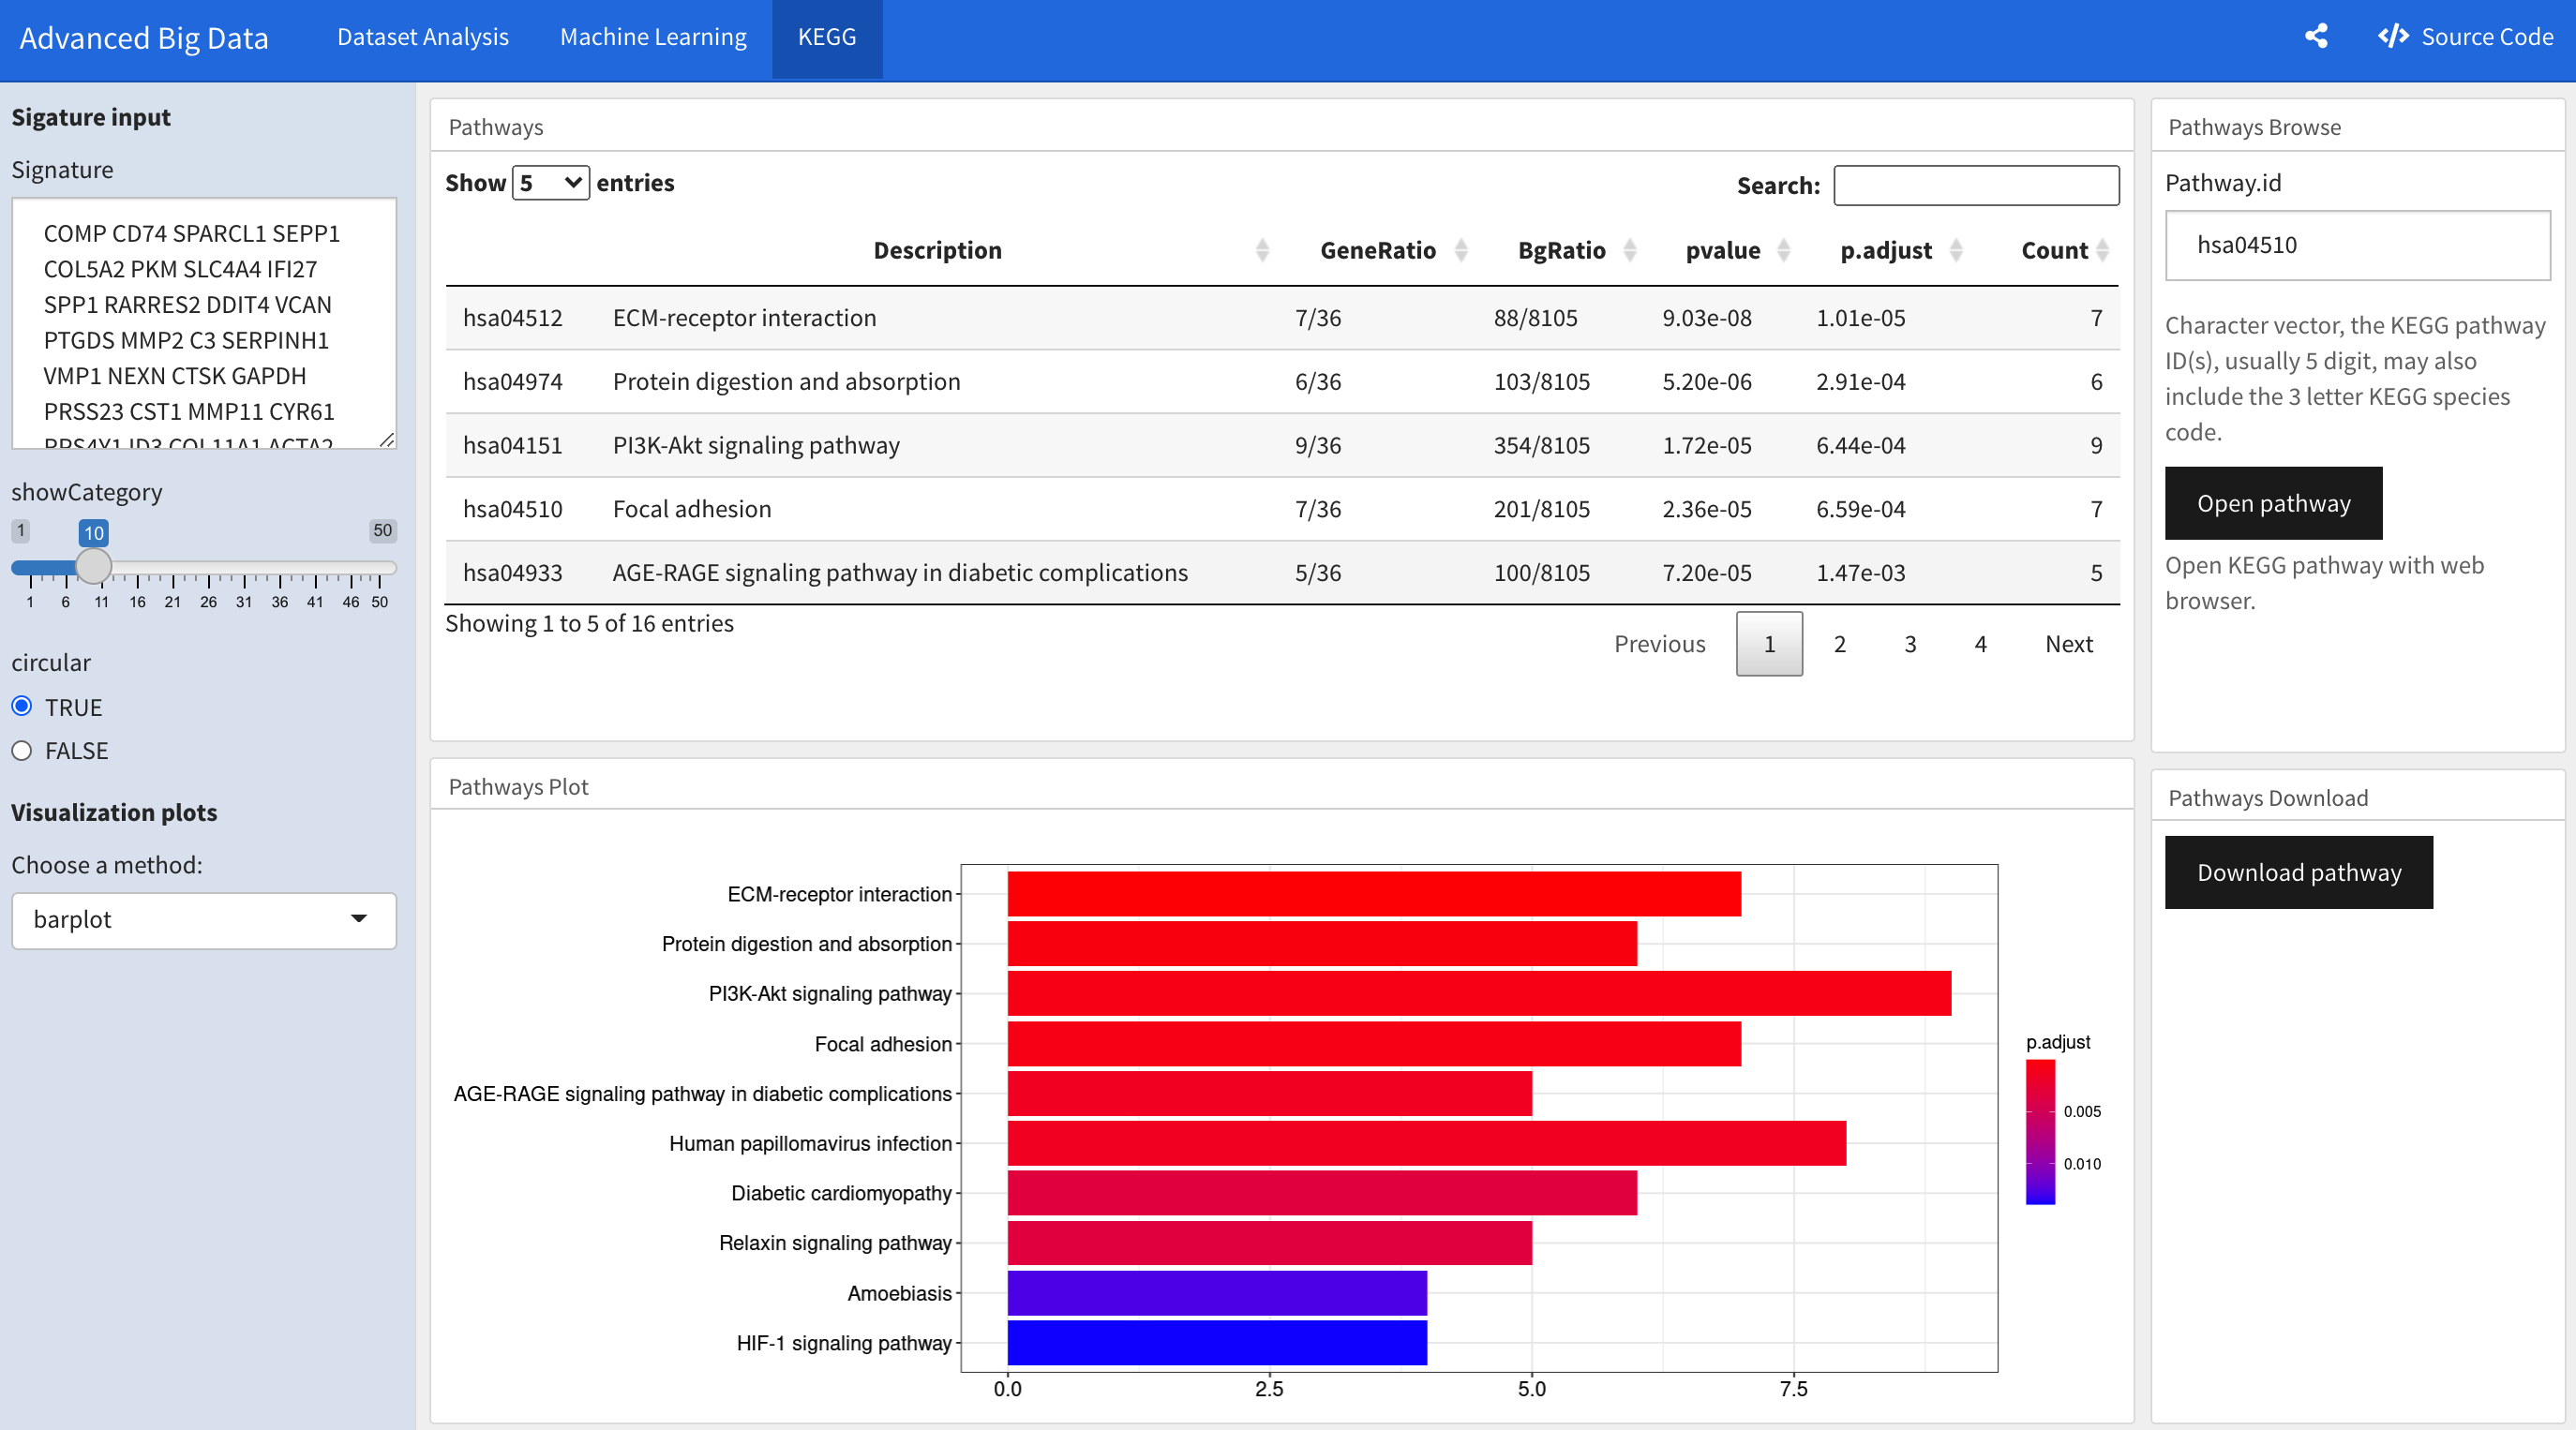 Advanced Big Data
Dataset Analysis
Machine Learning
KEGG
Source Code
Sigature input
Signature
COMP CD74 SPARCL1 SEPP1
COL5A2 PKM SLC4A4 IFI27
SPP1 RARRES2 DDIT4 VCAN
PTGDS MMP2 C3 SERPINH1
VMP1 NEXN CTSK GAPDH
PRSS23 CST1 MMP11 CYR61
RPS4Y1 ID3 COL11A1 ACTA2
showCategory
1 10 50
1 6 11 16 21 26 31 36 41 46 50
circular
TRUE
FALSE
Visualization plots
Choose a method:
barplot
Pathways
Show 5 entries
Search:
Description GeneRatio BgRatio pvalue p.adjust Count
hsa04512 ECM-receptor interaction 7/36 88/8105 9.03e-08 1.01e-05 7
hsa04974 Protein digestion and absorption 6/36 103/8105 5.20e-06 2.91e-04 6
hsa04151 PI3K-Akt signaling pathway 9/36 354/8105 1.72e-05 6.44e-04 9
hsa04510 Focal adhesion 7/36 201/8105 2.36e-05 6.59e-04 7
hsa04933 AGE-RAGE signaling pathway in diabetic complications 5/36 100/8105 7.20e-05 1.47e-03 5
Showing 1 to 5 of 16 entries
Previous 1 2 3 4 Next
Pathways Plot
ECM-receptor interaction
Protein digestion and absorption
PI3K-Akt signaling pathway
Focal adhesion
AGE-RAGE signaling pathway in diabetic complications
Human papillomavirus infection
Diabetic cardiomyopathy
Relaxin signaling pathway
Amoebiasis
HIF-1 signaling pathway
0.0 2.5 5.0 7.5
p.adjust
0.005
0.010
Pathways Browse
Pathway.id
hsa04510
Character vector, the KEGG pathway
ID(s), usually 5 digit, may also
include the 3 letter KEGG species
code.
Open pathway
Open KEGG pathway with web
browser.
Pathways Download
Download pathway